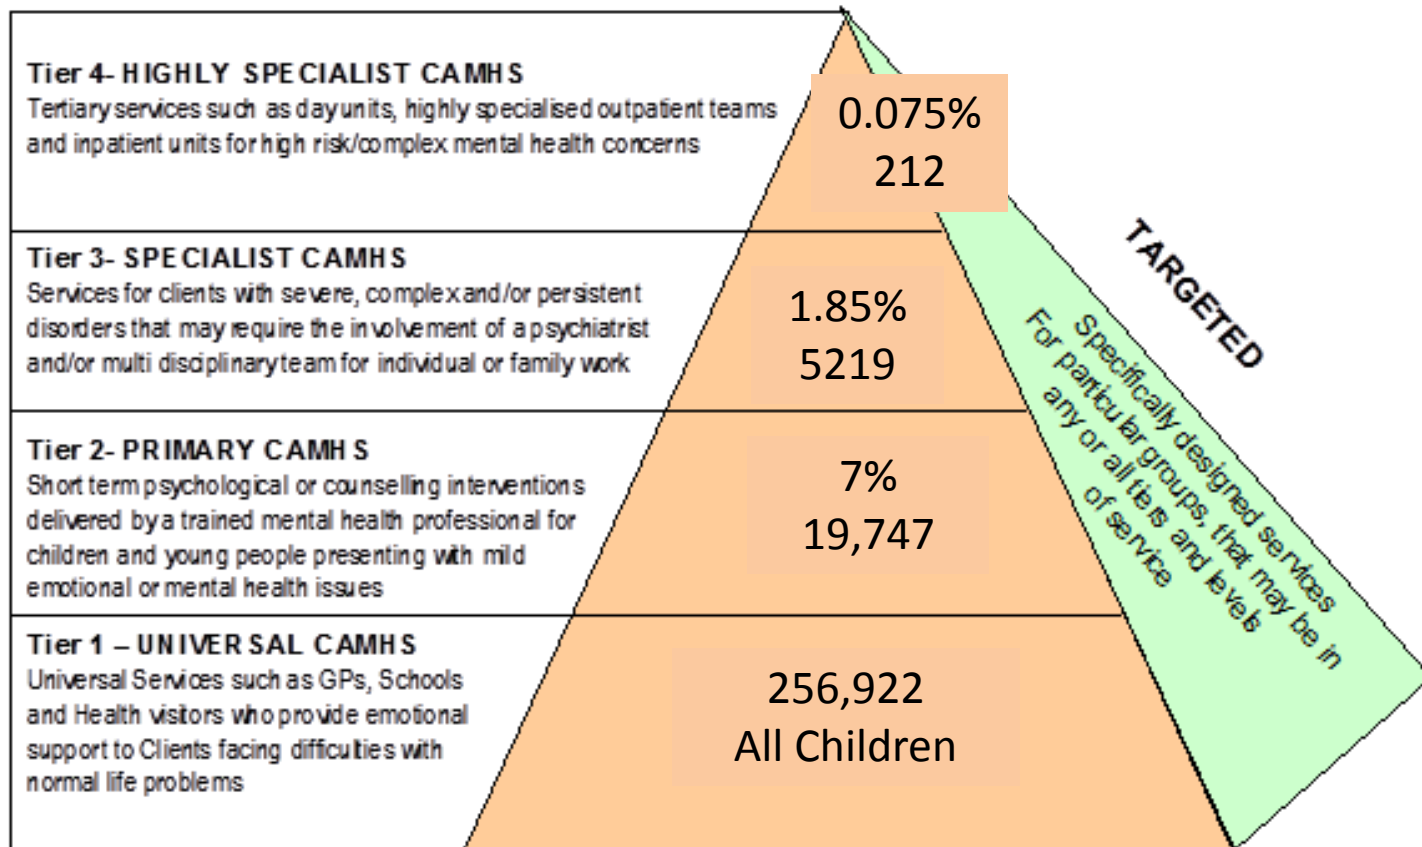 Tier 4- HIGHLY SPECIALIST CAMHS
Tertiary services such as day units, highly specialised outpatient teams
and inpatient units for high risk/complex mental health concerns
0.075%
212
Tier 3- SPECIALIST CAMHS
Services for clients with severe, complex and/or persistent
disorders that may require the involvement of a psychiatrist
and/or multi disciplinary team for individual or family work
1.85%
5219
Tier 2- PRIMARY CAMHS
Short term psychological or counselling interventions
delivered by a trained mental health professional for
children and young people presenting with mild
emotional or mental health issues
7%
19,747
Tier 1 – UNIVERSAL CAMHS
Universal Services such as GPs, Schools
and Health visitors who provide emotional
support to Clients facing difficulties with
normal life problems
256,922
All Children
TARGETED
Specifically designed services
For particular groups, that may be in
any or all tiers and levels
of service